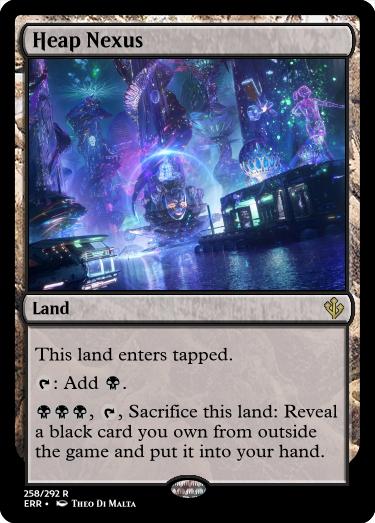 Heap Nexus
Land
This land enters tapped.
: Add .
, , Sacrifice this land: Reveal
a black card you own from outside
the game and put it into your hand.
258/292 R
ERR • Theo Di Malta